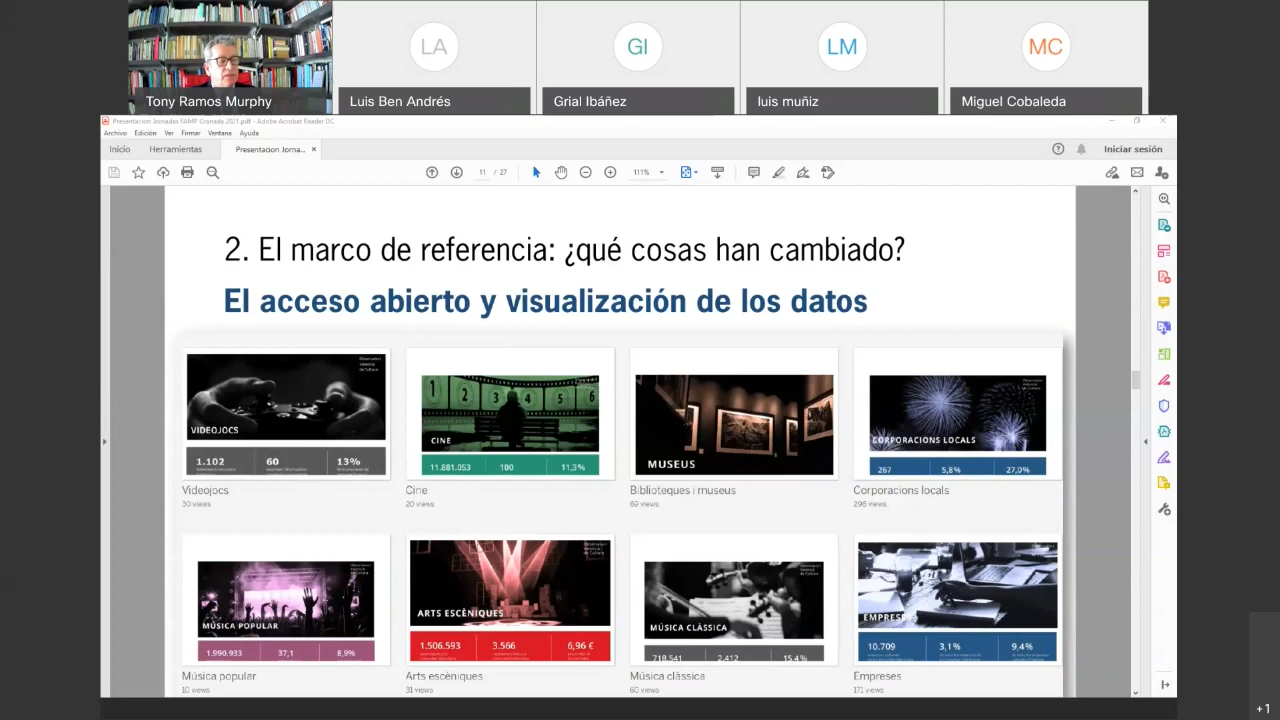 LA
GI
LM
MC
Tony Ramos Murphy
Luis Ben Andrés
Grial Ibáñez
luis muñiz
Miguel Cobaleda
Presentacion Jornadas FAMP Granada 2021.pdf - Adobe Acrobat Reader DC
Archivo Edición Ver Firmar Ventana Ayuda
Inicio Herramientas Presentacion Jorna... × Iniciar sesión
11 / 27 111%
2. El marco de referencia: ¿qué cosas han cambiado?
El acceso abierto y visualización de los datos
VIDEOJOCS
1.102 60 13%
Videojocs
30 views
1 2 3 4 5 6
CINE
11.881.053 100 11,3%
Cine
20 views
MUSEUS
Biblioteques i museus
69 views
CORPORACIONS LOCALS
267 5,8% 27,0%
Corporacions locals
296 views
MÚSICA POPULAR
1.990.933 37,1 8,9%
Música popular
10 views
ARTS ESCÈNIQUES
1.506.593 3.566 6,96 €
Arts escèniques
31 views
MÚSICA CLÀSSICA
718.541 2.412 15,4%
Música clàssica
60 views
EMPRESES
10.709 3,1% 9,4%
Empreses
171 views
+1